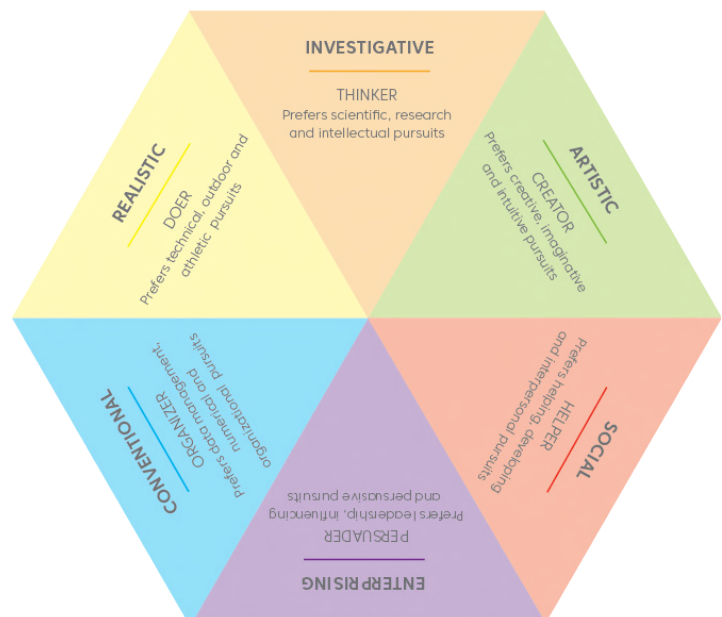 INVESTIGATIVE
THINKER
Prefers scientific, research
and intellectual pursuits
ARTISTIC
CREATOR
Prefers creative, imaginative
and intuitive pursuits
SOCIAL
HELPER
Prefers helping, developing
and interpersonal pursuits
ENTERPRISING
PERSUADER
Prefers leadership, influencing
and persuasive pursuits
CONVENTIONAL
ORGANIZER
Prefers data management,
numerical and
organizational pursuits
REALISTIC
DOER
Prefers technical, outdoor and
athletic pursuits